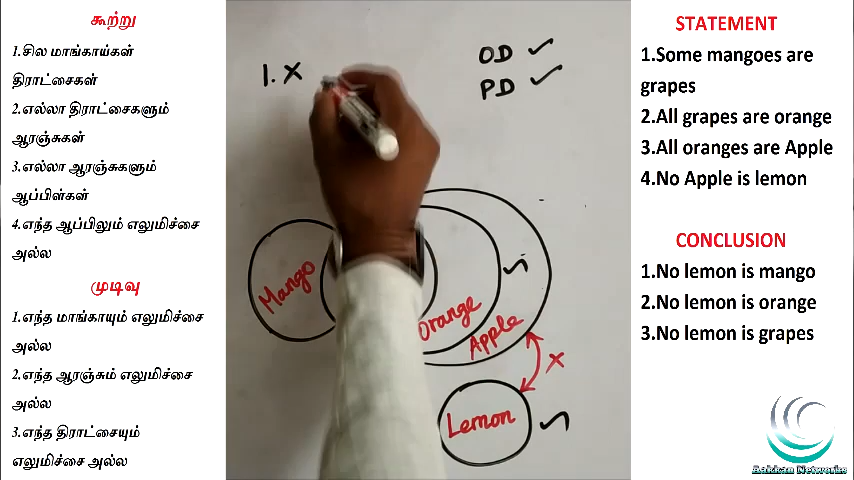 கூற்று
1.சில மாங்காய்கள்
திராட்சைகள்
2.எல்லா திராட்சைகளும்
ஆரஞ்சுகள்
3.எல்லா ஆரஞ்சுகளும்
ஆப்பிள்கள்
4.எந்த ஆப்பிலும் எலுமிச்சை
அல்ல
முடிவு
1.எந்த மாங்காயும் எலுமிச்சை
அல்ல
2.எந்த ஆரஞ்சும் எலுமிச்சை
அல்ல
3.எந்த திராட்சையும்
எலுமிச்சை அல்ல
1. X
OD ✓
PD ✓
Mango
Orange
Apple
X
Lemon
STATEMENT
1.Some mangoes are
grapes
2.All grapes are orange
3.All oranges are Apple
4.No Apple is lemon
CONCLUSION
1.No lemon is mango
2.No lemon is orange
3.No lemon is grapes
Bakkan Networks